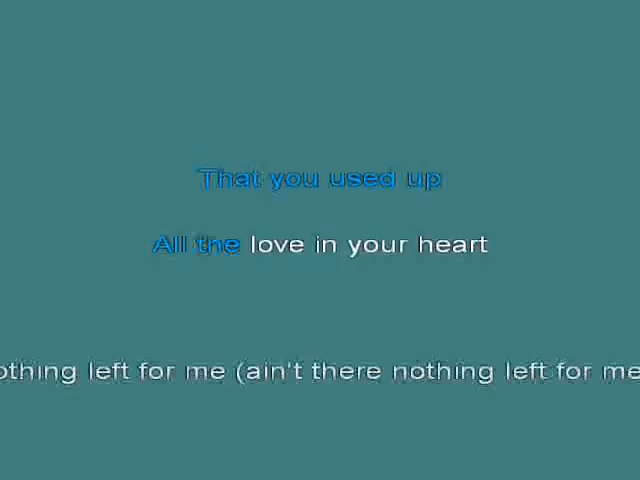 That you used up
All the love in your heart
othing left for me (ain't there nothing left for me